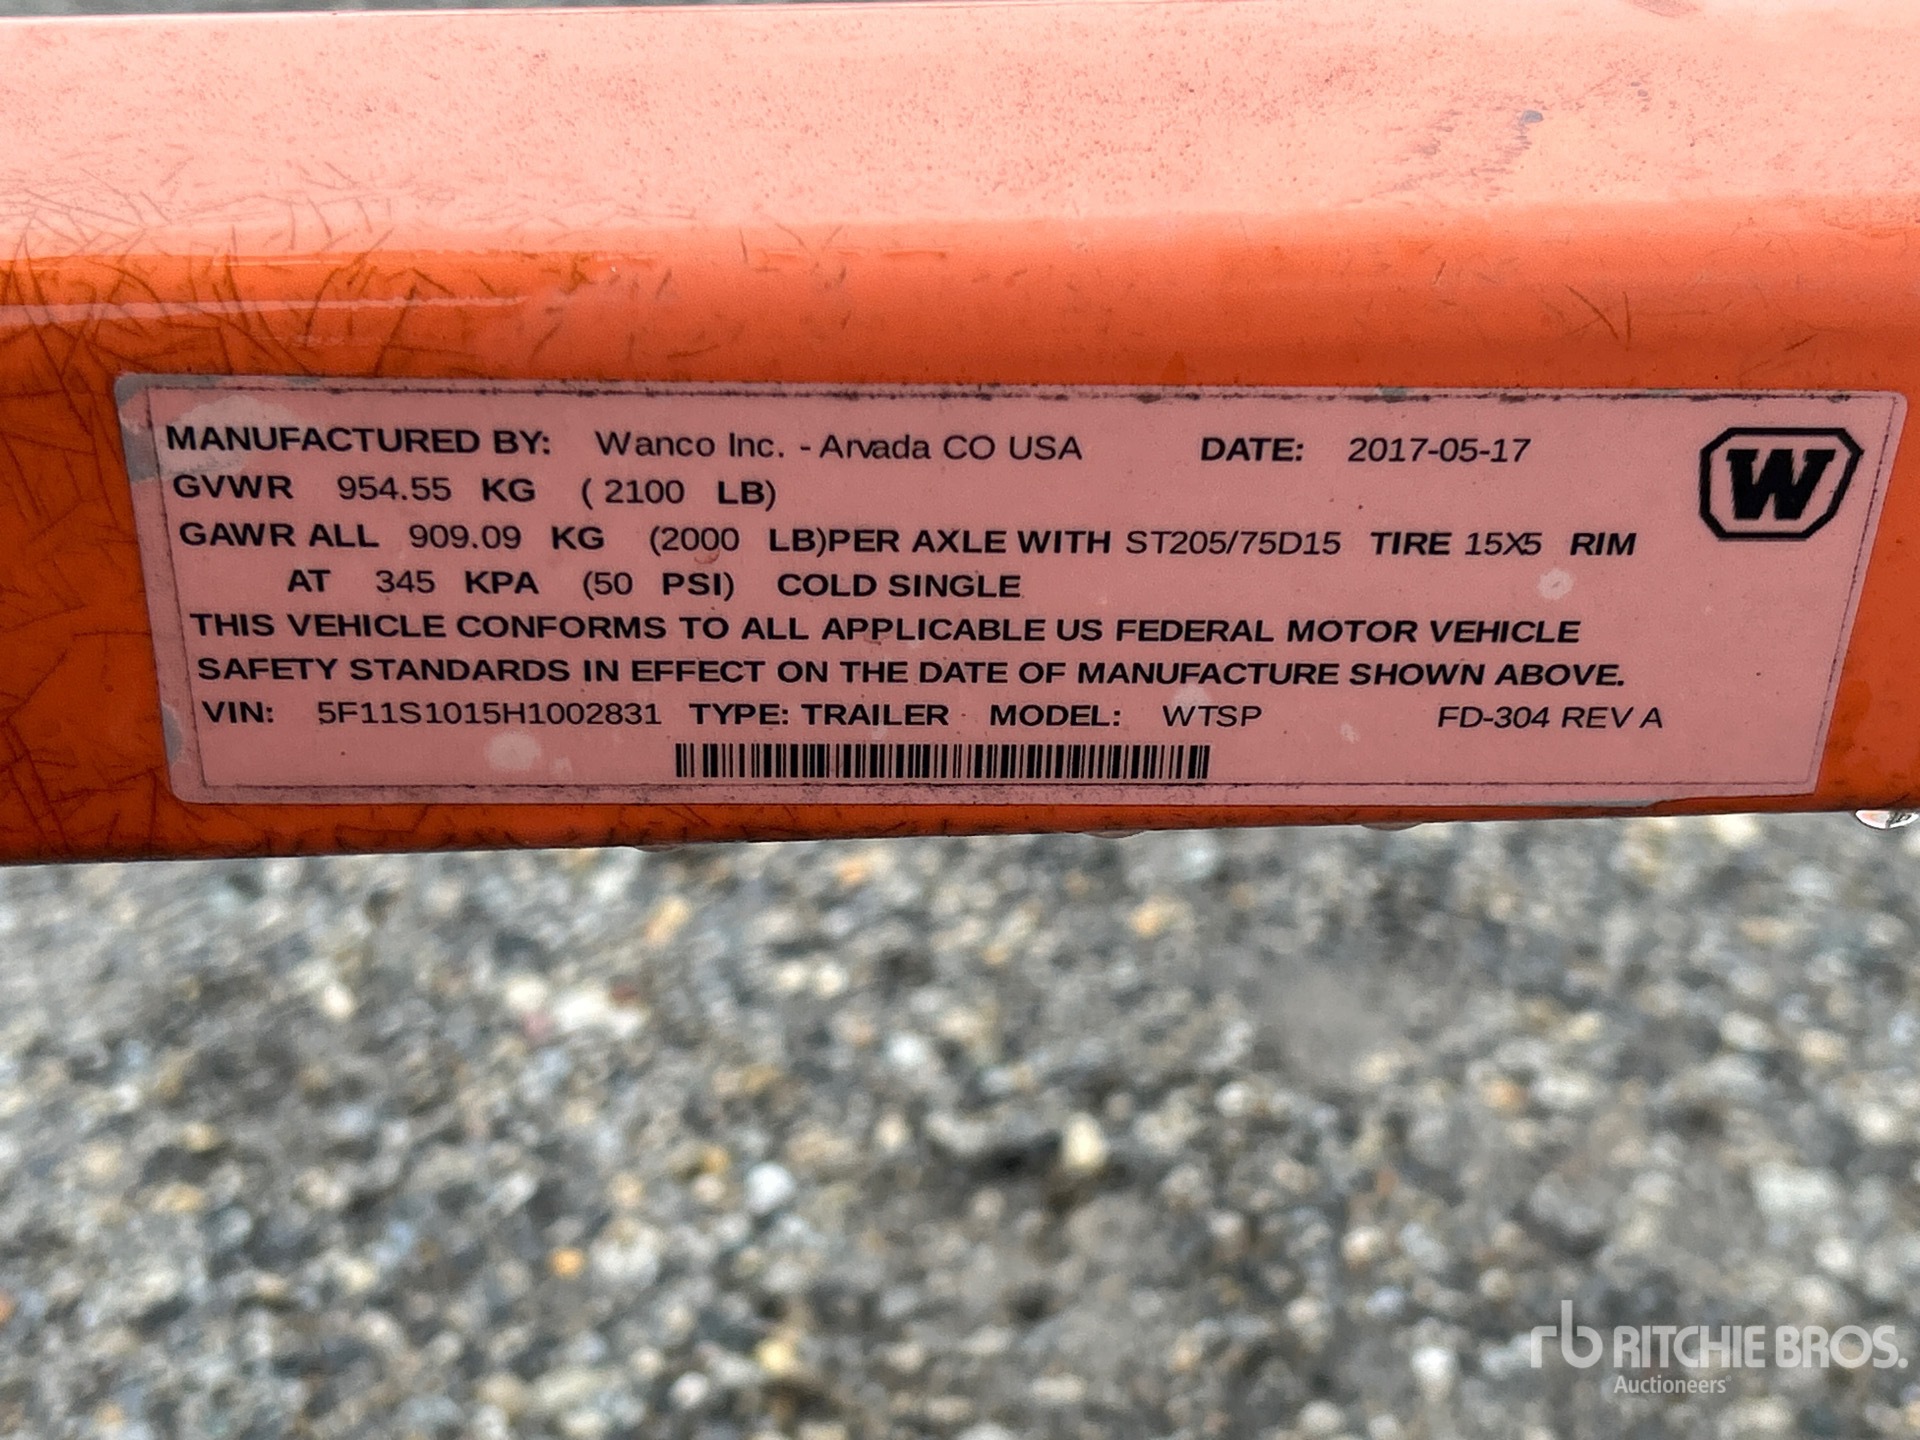 MANUFACTURED BY: Wanco Inc. - Arvada CO USA DATE: 2017-05-17
W
GVWR 954.55 KG ( 2100 LB)
GAWR ALL 909.09 KG (2000 LB)PER AXLE WITH ST205/75D15 TIRE 15X5 RIM
AT 345 KPA (50 PSI) COLD SINGLE
THIS VEHICLE CONFORMS TO ALL APPLICABLE US FEDERAL MOTOR VEHICLE
SAFETY STANDARDS IN EFFECT ON THE DATE OF MANUFACTURE SHOWN ABOVE.
VIN: 5F11S1015H1002831 TYPE: TRAILER MODEL: WTSP FD-304 REV A
rb RITCHIE BROS.
Auctioneers